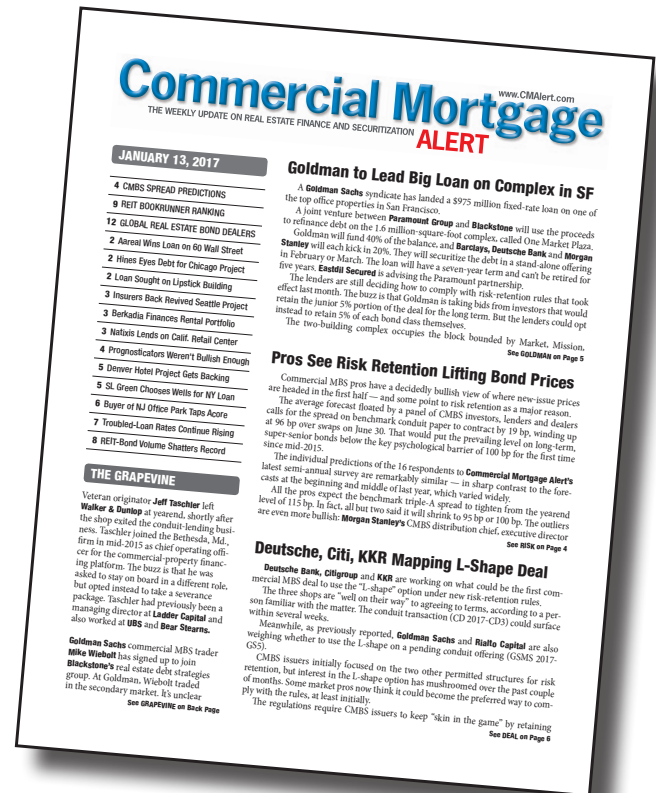 Commercial Mortgage
www.CMAlert.com
THE WEEKLY UPDATE ON REAL ESTATE FINANCE AND SECURITIZATION
ALERT
JANUARY 13, 2017
4 CMBS SPREAD PREDICTIONS
9 REIT BOOKRUNNER RANKING
12 GLOBAL REAL ESTATE BOND DEALERS
2 Aareal Wins Loan on 60 Wall Street
2 Hines Eyes Debt for Chicago Project
2 Loan Sought on Lipstick Building
3 Insurers Back Revived Seattle Project
3 Berkadia Finances Rental Portfolio
3 Natixis Lends on Calif. Retail Center
4 Prognosticators Weren't Bullish Enough
5 Denver Hotel Project Gets Backing
5 SL Green Chooses Wells for NY Loan
6 Buyer of NJ Office Park Taps Acore
7 Troubled-Loan Rates Continue Rising
8 REIT-Bond Volume Shatters Record
THE GRAPEVINE
Veteran originator Jeff Taschler left
Walker & Dunlop at yearend, shortly after
the shop exited the conduit-lending busi-
ness. Taschler joined the Bethesda, Md.,
firm in mid-2015 as chief operating offi-
cer for the commercial-property financ-
ing platform. The buzz is that he was
asked to stay on board in a different role,
but opted instead to take a severance
package. Taschler had previously been a
managing director at Ladder Capital and
also worked at UBS and Bear Stearns.
Goldman Sachs commercial MBS trader
Mike Wiebolt has signed up to join
Blackstone's real estate debt strategies
group. At Goldman, Wiebolt traded
in the secondary market. It's unclear
See GRAPEVINE on Back Page
Goldman to Lead Big Loan on Complex in SF
A Goldman Sachs syndicate has landed a $975 million fixed-rate loan on one of
the top office properties in San Francisco.
A joint venture between Paramount Group and Blackstone will use the proceeds
to refinance debt on the 1.6 million-square-foot complex, called One Market Plaza.
Goldman will fund 40% of the balance, and Barclays, Deutsche Bank and Morgan
Stanley will each kick in 20%. They will securitize the debt in a stand-alone offering
in February or March. The loan will have a seven-year term and can't be retired for
five years. Eastdil Secured is advising the Paramount partnership.
The lenders are still deciding how to comply with risk-retention rules that took
effect last month. The buzz is that Goldman is taking bids from investors that would
retain the junior 5% portion of the deal for the long term. But the lenders could opt
instead to retain 5% of each bond class themselves.
The two-building complex occupies the block bounded by Market, Mission,
See GOLDMAN on Page 5
Pros See Risk Retention Lifting Bond Prices
Commercial MBS pros have a decidedly bullish view of where new-issue prices
are headed in the first half — and some point to risk retention as a major reason.
The average forecast floated by a panel of CMBS investors, lenders and dealers
calls for the spread on benchmark conduit paper to contract by 19 bp, winding up
at 96 bp over swaps on June 30. That would put the prevailing level on long-term,
super-senior bonds below the key psychological barrier of 100 bp for the first time
since mid-2015.
The individual predictions of the 16 respondents to Commercial Mortgage Alert's
latest semi-annual survey are remarkably similar — in sharp contrast to the fore-
casts at the beginning and middle of last year, which varied widely.
All the pros expect the benchmark triple-A spread to tighten from the yearend
level of 115 bp. In fact, all but two said it will shrink to 95 bp or 100 bp. The outliers
are even more bullish: Morgan Stanley's CMBS distribution chief, executive director
See RISK on Page 4
Deutsche, Citi, KKR Mapping L-Shape Deal
Deutsche Bank, Citigroup and KKR are working on what could be the first com-
mercial MBS deal to use the "L-shape" option under new risk-retention rules.
The three shops are "well on their way" to agreeing to terms, according to a per-
son familiar with the matter. The conduit transaction (CD 2017-CD3) could surface
within several weeks.
Meanwhile, as previously reported, Goldman Sachs and Rialto Capital are also
weighing whether to use the L-shape on a pending conduit offering (GSMS 2017-
GS5).
CMBS issuers initially focused on the two other permitted structures for risk
retention, but interest in the L-shape option has mushroomed over the past couple
of months. Some market pros now think it could become the preferred way to com-
ply with the rules, at least initially.
The regulations require CMBS issuers to keep "skin in the game" by retaining
See DEAL on Page 6